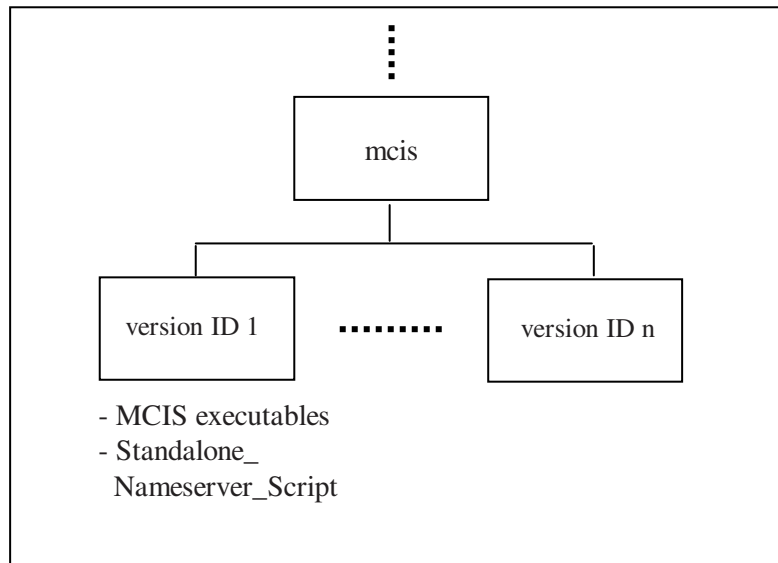 mcis
version ID 1
version ID n
- MCIS executables
- Standalone_
Nameserver_Script